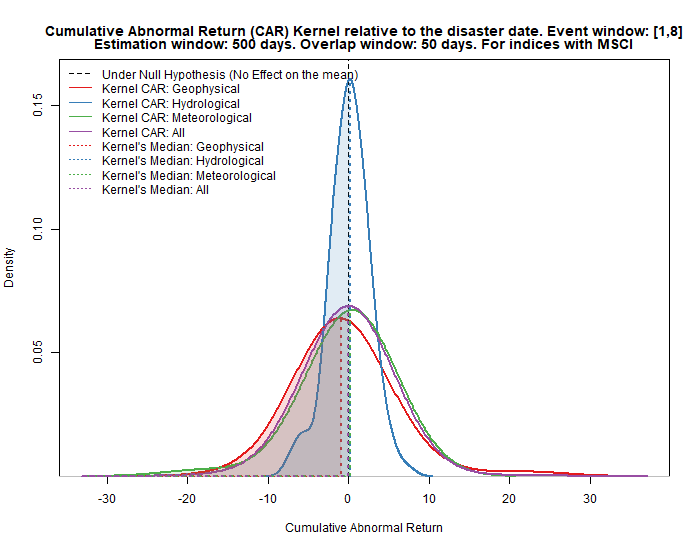 Cumulative Abnormal Return (CAR) Kernel relative to the disaster date. Event window: [1,8]
Estimation window: 500 days. Overlap window: 50 days. For indices with MSCI
Under Null Hypothesis (No Effect on the mean)
Kernel CAR: Geophysical
Kernel CAR: Hydrological
Kernel CAR: Meteorological
Kernel CAR: All
Kernel's Median: Geophysical
Kernel's Median: Hydrological
Kernel's Median: Meteorological
Kernel's Median: All
0.15
0.10
0.05
Density
-30 -20 -10 0 10 20 30
Cumulative Abnormal Return